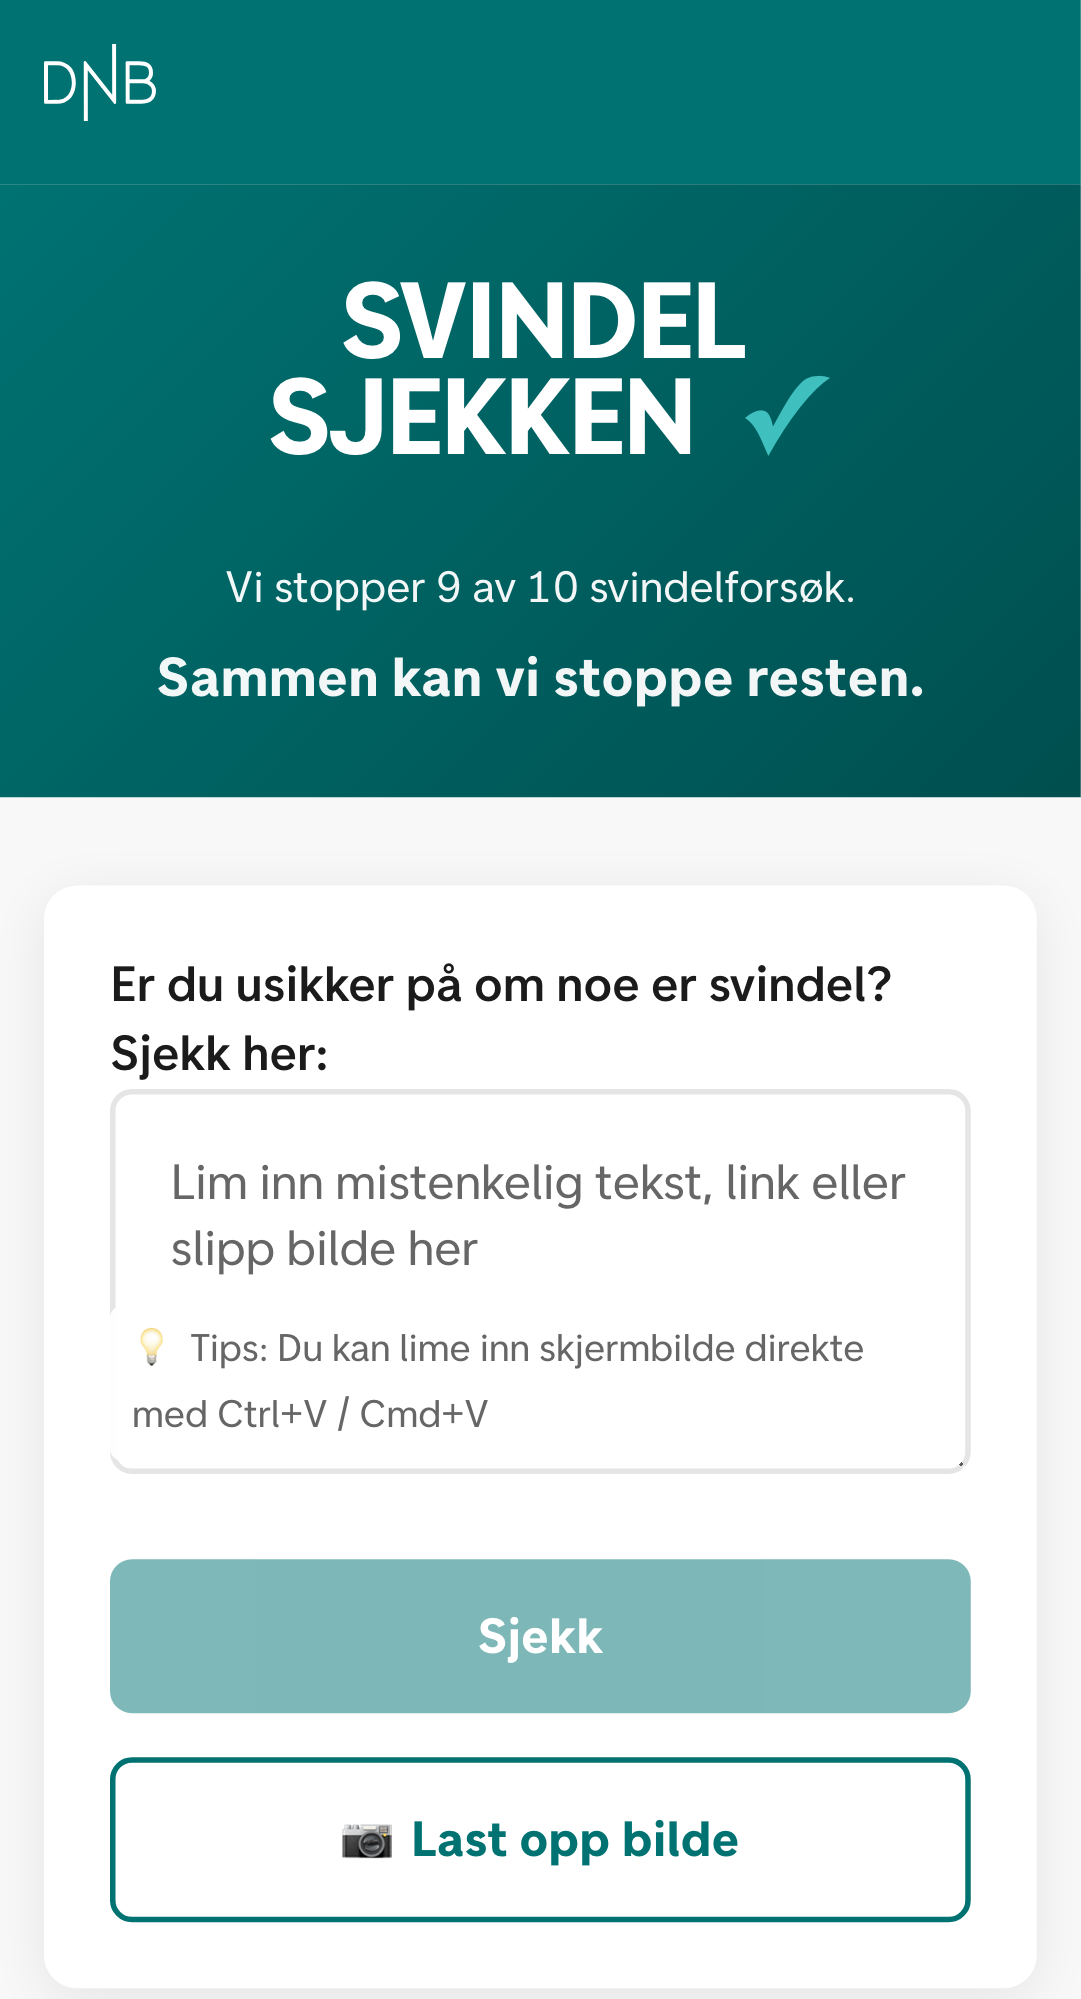 DNB
SVINDEL
SJEKKEN ✓
Vi stopper 9 av 10 svindelforsøk.
Sammen kan vi stoppe resten.
Er du usikker på om noe er svindel?
Sjekk her:
Lim inn mistenkelig tekst, link eller
slipp bilde her
💡 Tips: Du kan lime inn skjermbilde direkte
med Ctrl+V / Cmd+V
Sjekk
📷 Last opp bilde